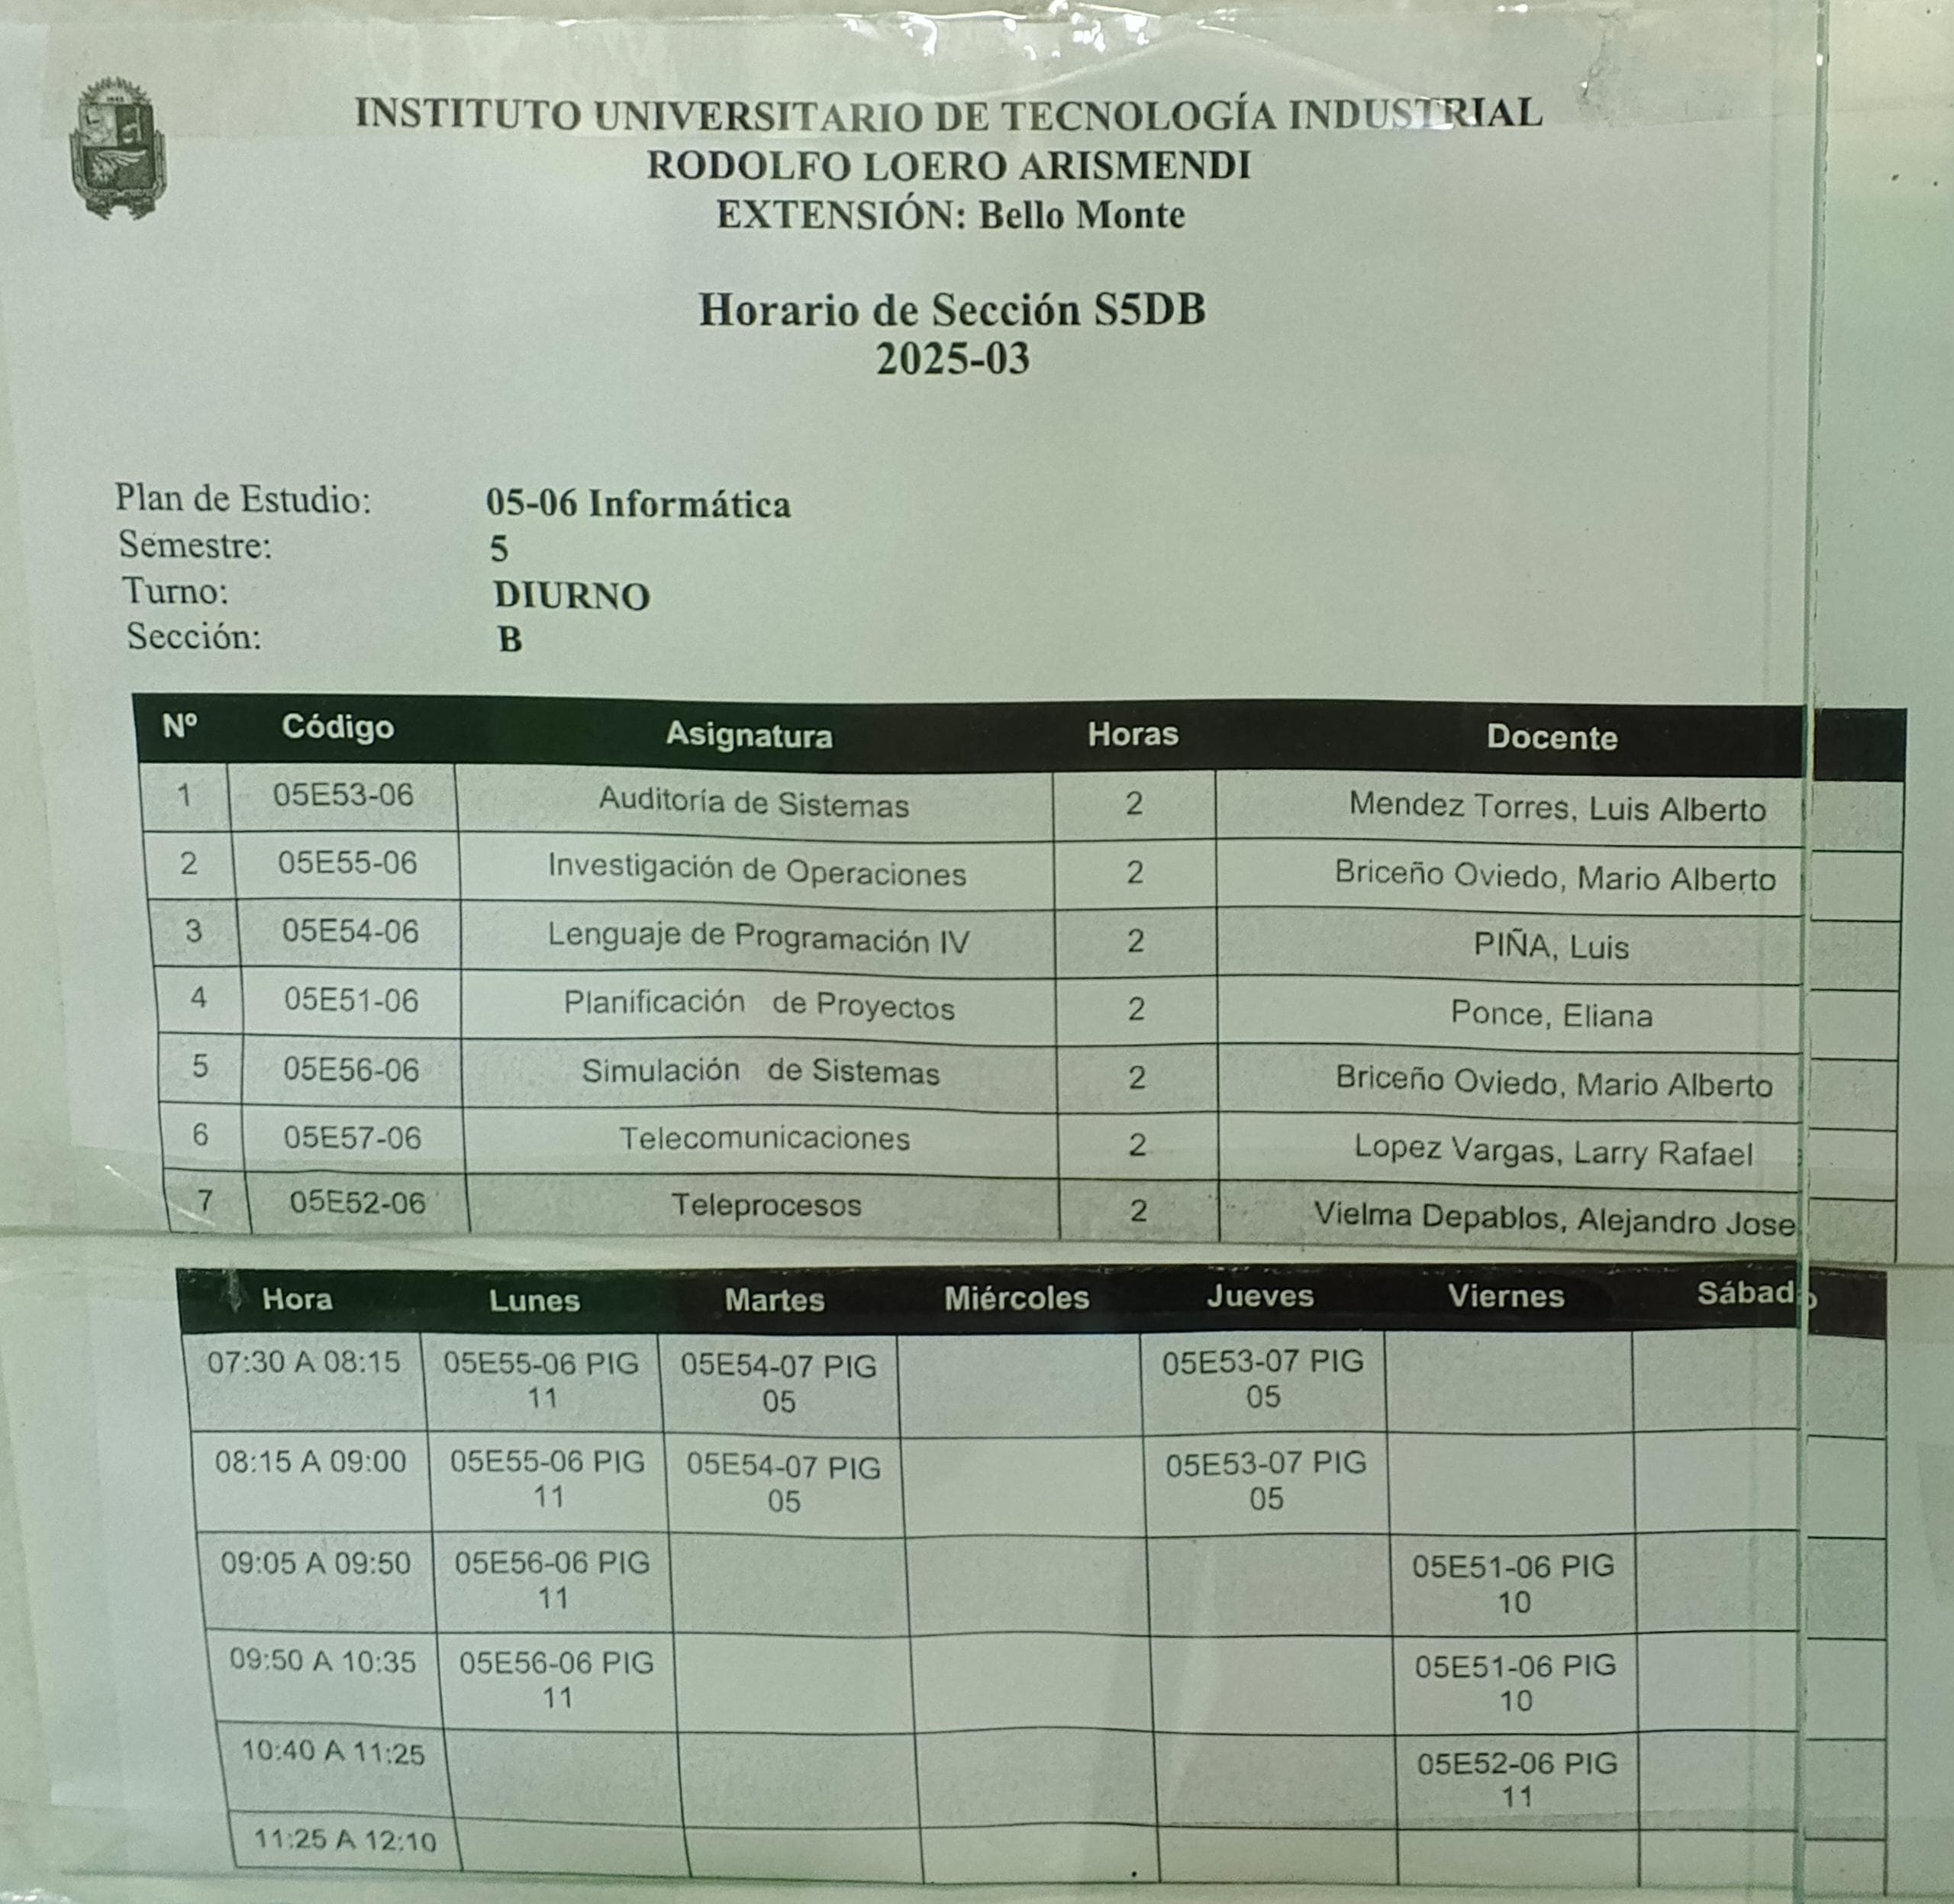 INSTITUTO UNIVERSITARIO DE TECNOLOGÍA INDUSTRIAL
RODOLFO LOERO ARISMENDI
EXTENSIÓN: Bello Monte
Horario de Sección S5DB
2025-03
Plan de Estudio: 05-06 Informática
Semestre: 5
Turno: DIURNO
Sección: B
Nº Código Asignatura Horas Docente
1 05E53-06 Auditoría de Sistemas 2 Mendez Torres, Luis Alberto
2 05E55-06 Investigación de Operaciones 2 Briceño Oviedo, Mario Alberto
3 05E54-06 Lenguaje de Programación IV 2 PIÑA, Luis
4 05E51-06 Planificación de Proyectos 2 Ponce, Eliana
5 05E56-06 Simulación de Sistemas 2 Briceño Oviedo, Mario Alberto
6 05E57-06 Telecomunicaciones 2 Lopez Vargas, Larry Rafael
7 05E52-06 Teleprocesos 2 Vielma Depablos, Alejandro Jose
Hora Lunes Martes Miércoles Jueves Viernes Sábado
07:30 A 08:15 05E55-06 PIG 05E54-07 PIG 05E53-07 PIG
11 05 05
08:15 A 09:00 05E55-06 PIG 05E54-07 PIG 05E53-07 PIG
11 05 05
09:05 A 09:50 05E56-06 PIG 05E51-06 PIG
11 10
09:50 A 10:35 05E56-06 PIG 05E51-06 PIG
11 10
10:40 A 11:25 05E52-06 PIG
11
11:25 A 12:10